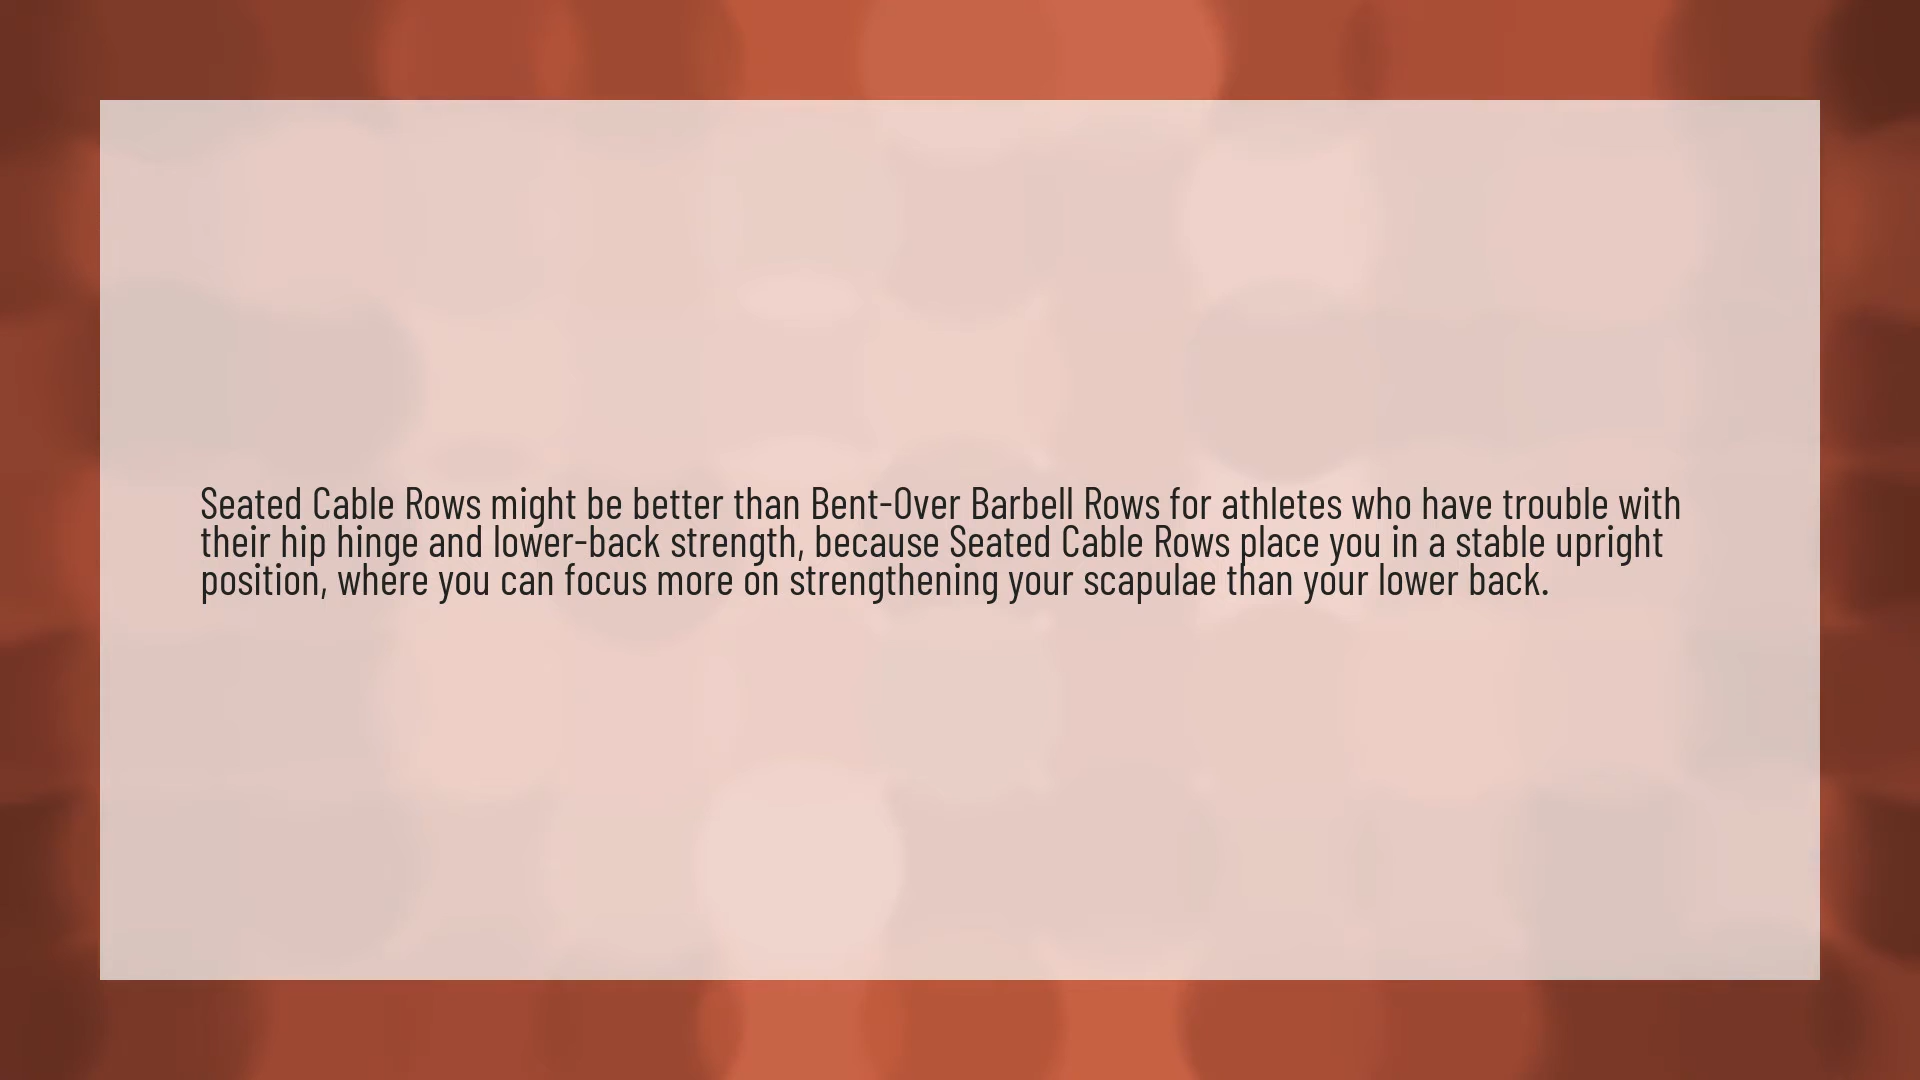 Seated Cable Rows might be better than Bent-Over Barbell Rows for athletes who have trouble with
their hip hinge and lower-back strength, because Seated Cable Rows place you in a stable upright
position, where you can focus more on strengthening your scapulae than your lower back.